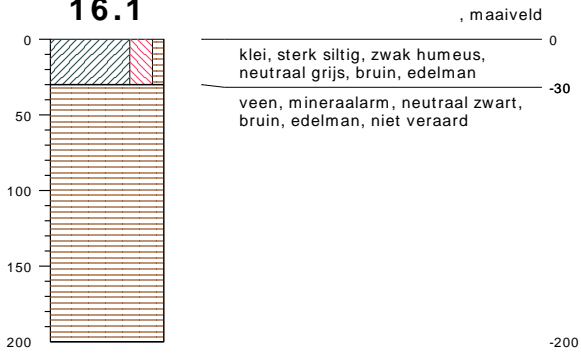 16.1
, maaiveld
0
0
klei, sterk siltig, zwak humeus,
neutraal grijs, bruin, edelman
-30
veen, mineraalarm, neutraal zwart,
bruin, edelman, niet veraard
50
100
150
200
-200